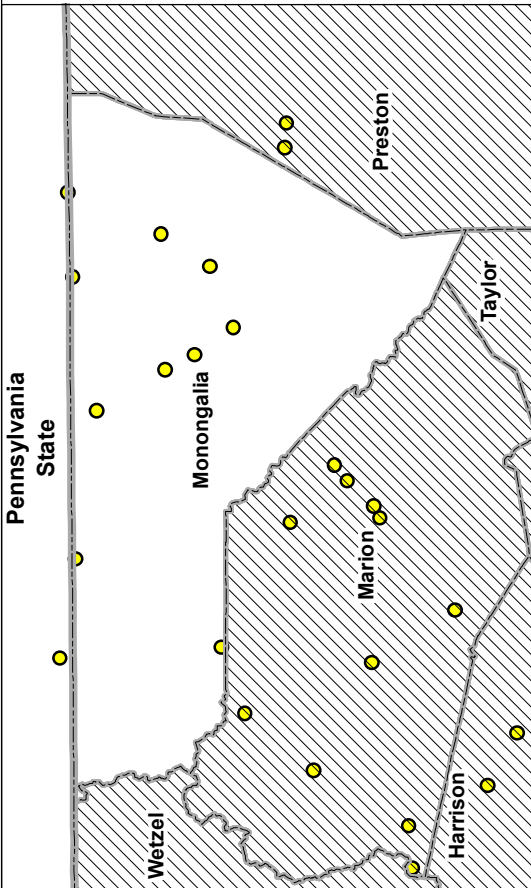 Pennsylvania
State
Preston
Taylor
Monongalia
Marion
Wetzel
Harrison